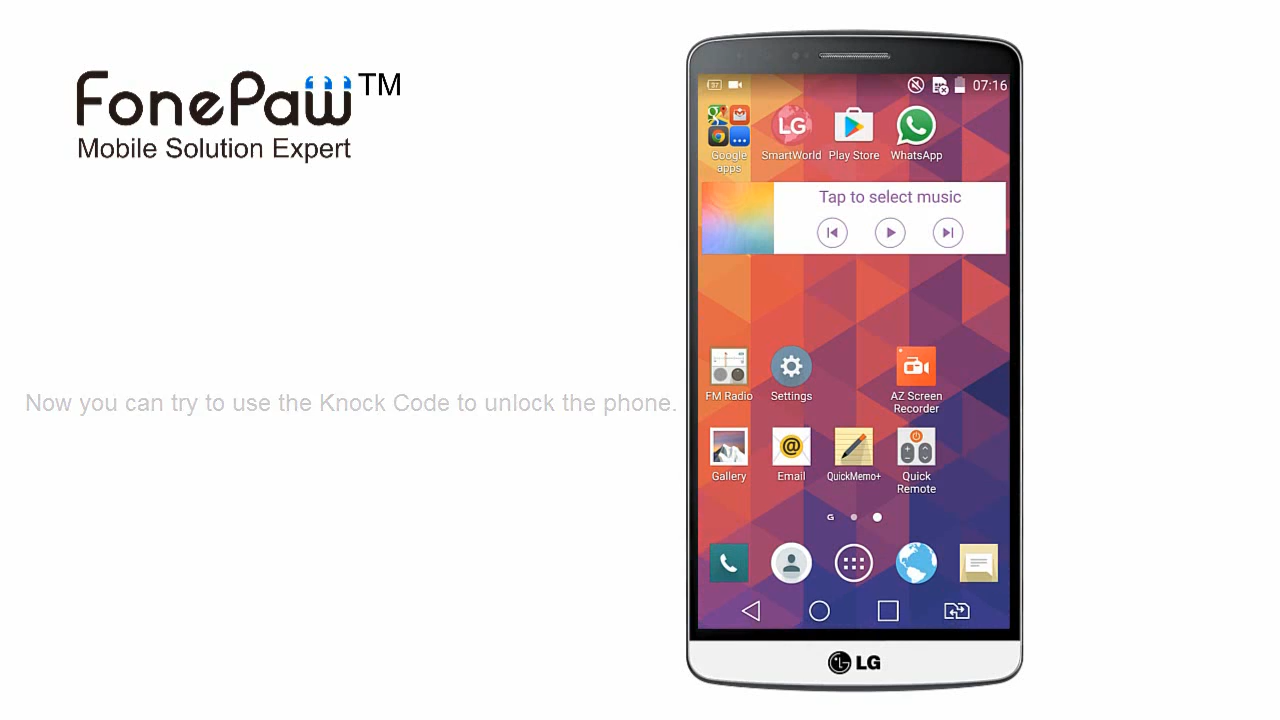 FonePaw™
Mobile Solution Expert
Now you can try to use the Knock Code to unlock the phone.
07:16
Google
apps
SmartWorld
Play Store
WhatsApp
LG
Tap to select music
FM Radio
Settings
AZ Screen
Recorder
Gallery
Email
QuickMemo+
Quick
Remote
G
LG